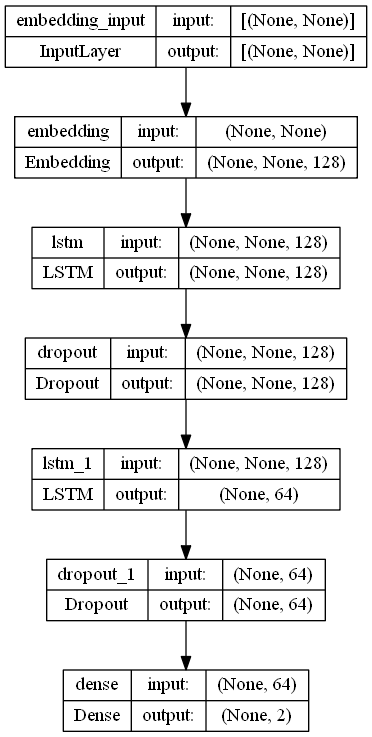 embedding_input input: [(None, None)]
InputLayer output: [(None, None)]
embedding input: (None, None)
Embedding output: (None, None, 128)
lstm input: (None, None, 128)
LSTM output: (None, None, 128)
dropout input: (None, None, 128)
Dropout output: (None, None, 128)
lstm_1 input: (None, None, 128)
LSTM output: (None, 64)
dropout_1 input: (None, 64)
Dropout output: (None, 64)
dense input: (None, 64)
Dense output: (None, 2)